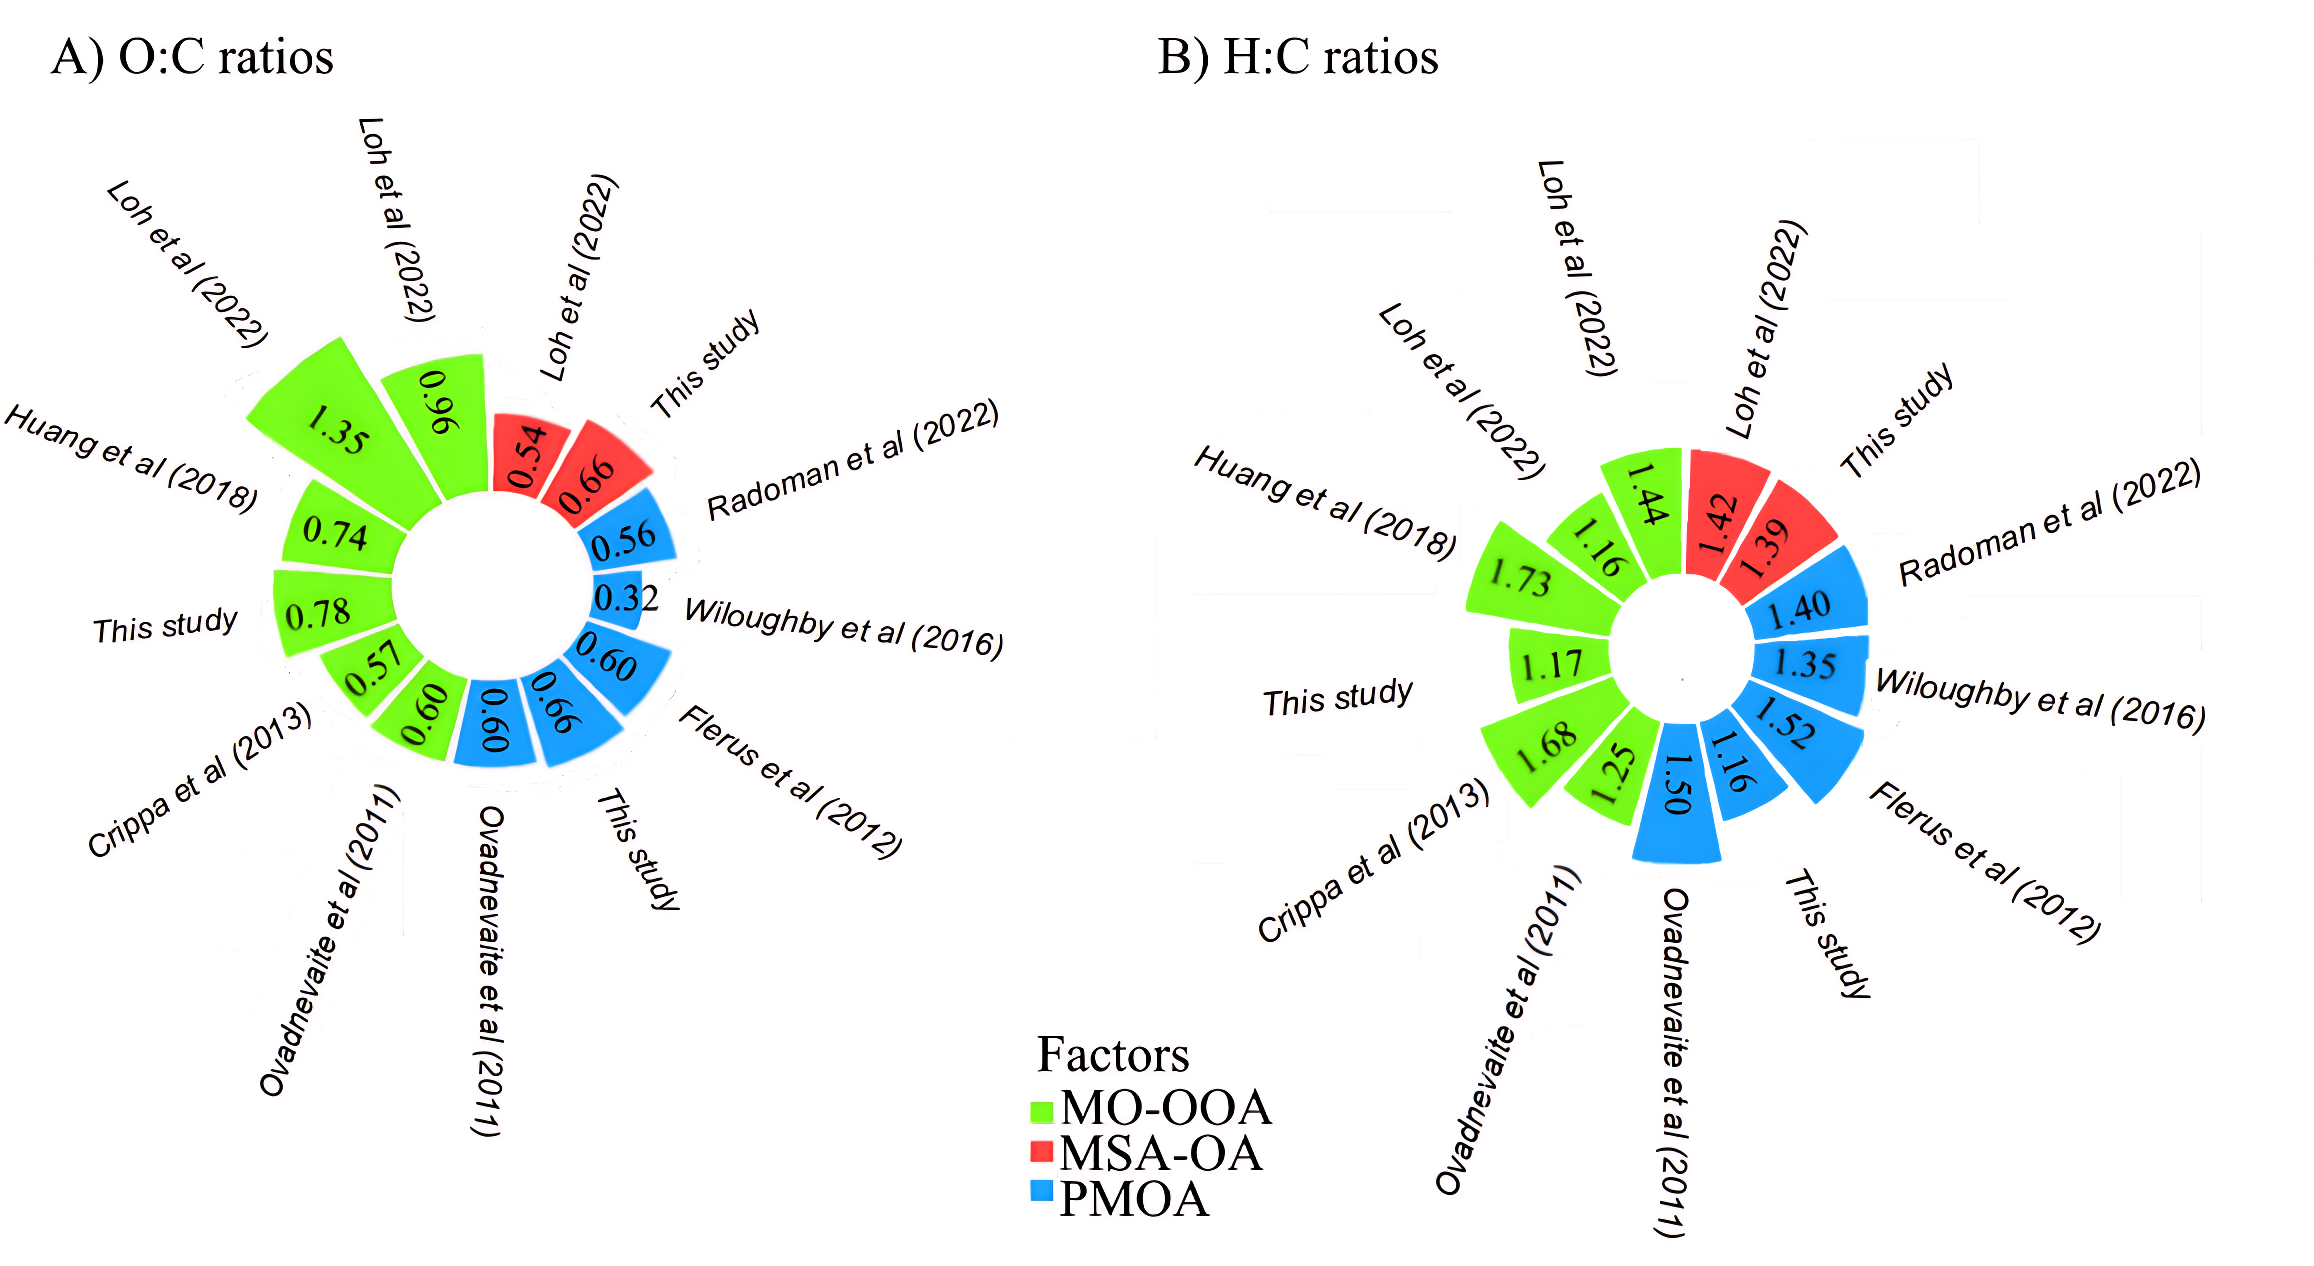 A) O:C ratios
Loh et al (2022)
Loh et al (2022)
Loh et al (2022)
This study
Radoman et al (2022)
Wiloughby et al (2016)
Flerus et al (2012)
This study
Ovadnevaite et al (2011)
Ovadnevaite et al (2011)
Crippa et al (2013)
This study
Huang et al (2018)
1.35
0.96
0.54
0.66
0.56
0.32
0.60
0.66
0.60
0.60
0.57
0.78
0.74
B) H:C ratios
Loh et al (2022)
Loh et al (2022)
Loh et al (2022)
This study
Radoman et al (2022)
Wiloughby et al (2016)
Flerus et al (2012)
This study
Ovadnevaite et al (2011)
Ovadnevaite et al (2011)
Crippa et al (2013)
This study
Huang et al (2018)
1.16
1.44
1.42
1.39
1.40
1.35
1.52
1.16
1.50
1.25
1.68
1.17
1.73
Factors
MO-OOA
MSA-OA
PMOA